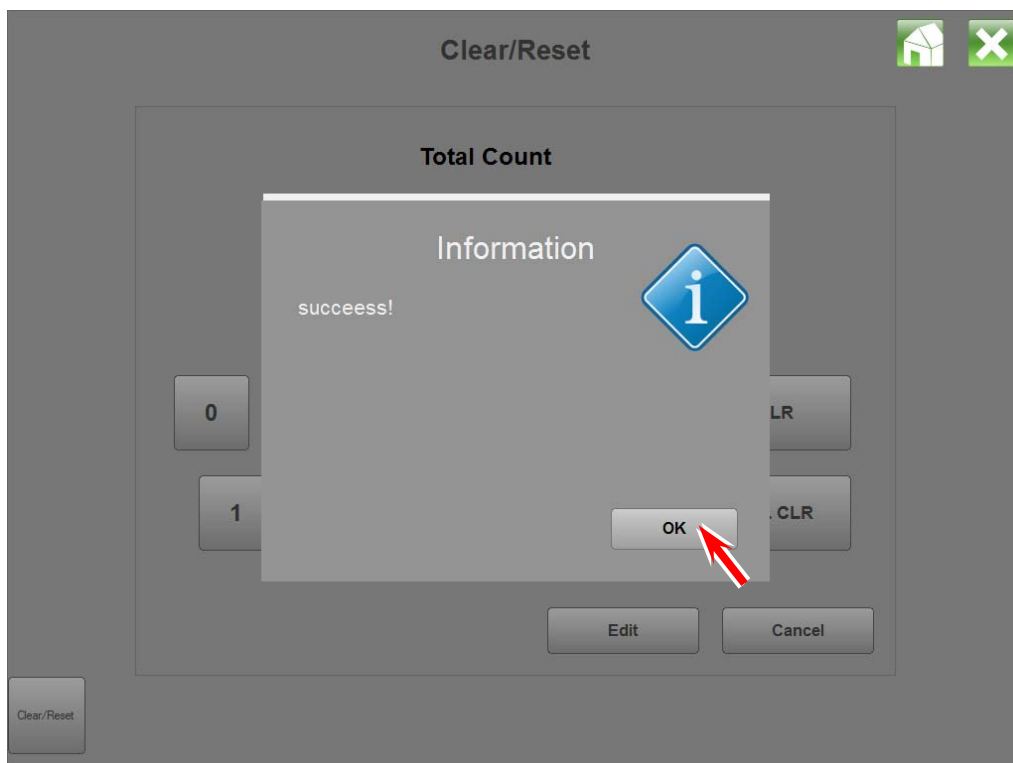 Clear/Reset
Total Count
Information
succeess!
0
LR
1
CLR
OK
Edit
Cancel
Clear/Reset